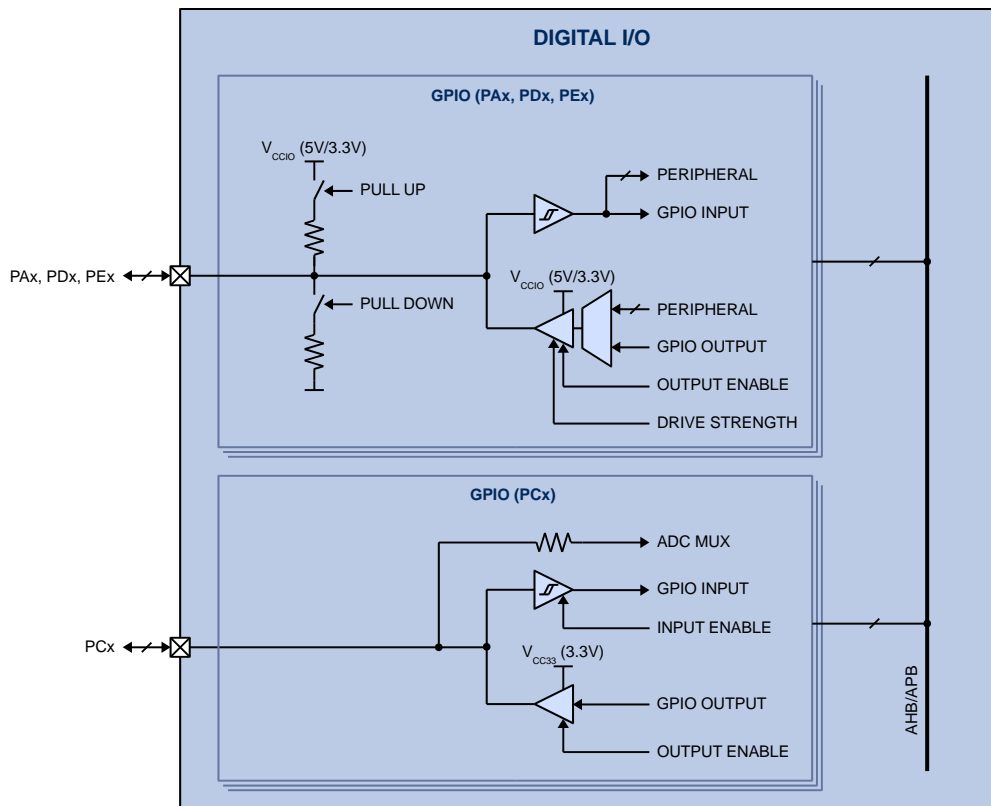 DIGITAL I/O
GPIO (PAx, PDx, PEx)
VCCIO (5V/3.3V)
PULL UP
PERIPHERAL
GPIO INPUT
PAx, PDx, PEx
VCCIO (5V/3.3V)
PULL DOWN
PERIPHERAL
GPIO OUTPUT
OUTPUT ENABLE
DRIVE STRENGTH
GPIO (PCx)
ADC MUX
GPIO INPUT
INPUT ENABLE
PCx
VCC33 (3.3V)
GPIO OUTPUT
OUTPUT ENABLE
AHB/APB